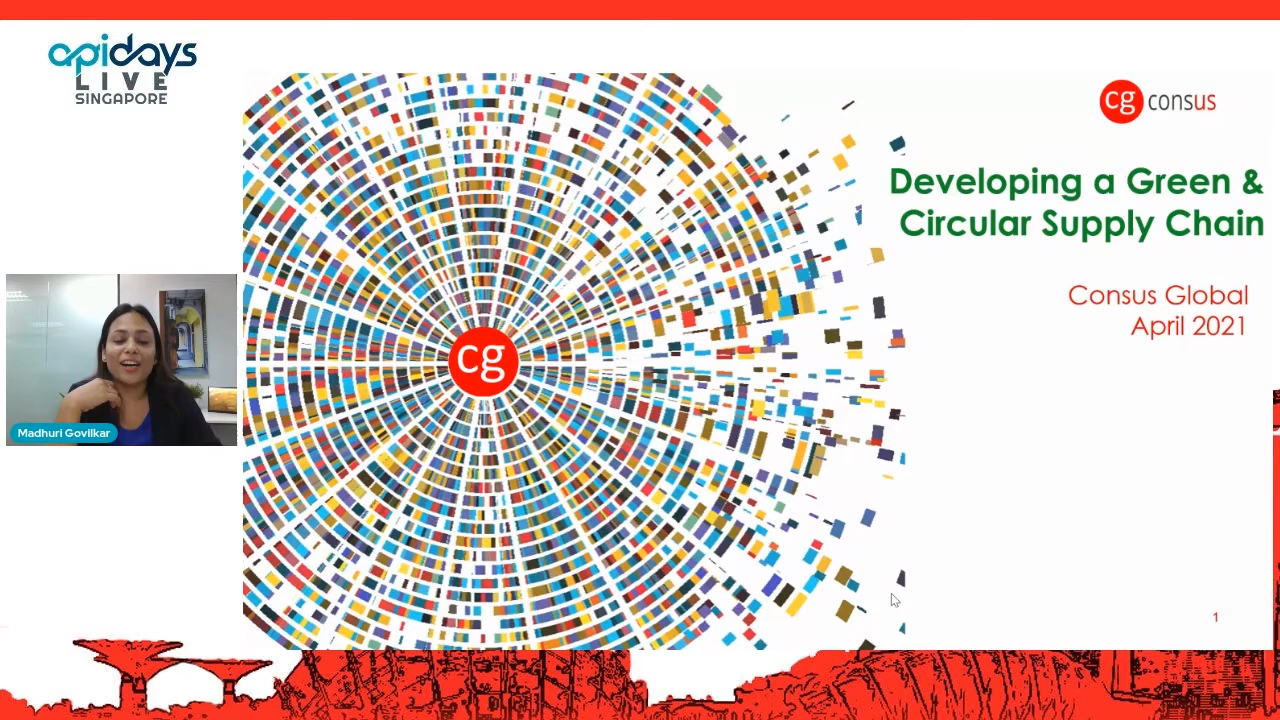 apidays
LIVE
SINGAPORE
cg consus
Developing a Green &
Circular Supply Chain
Consus Global
April 2021
cg
Madhuri Govilkar
1